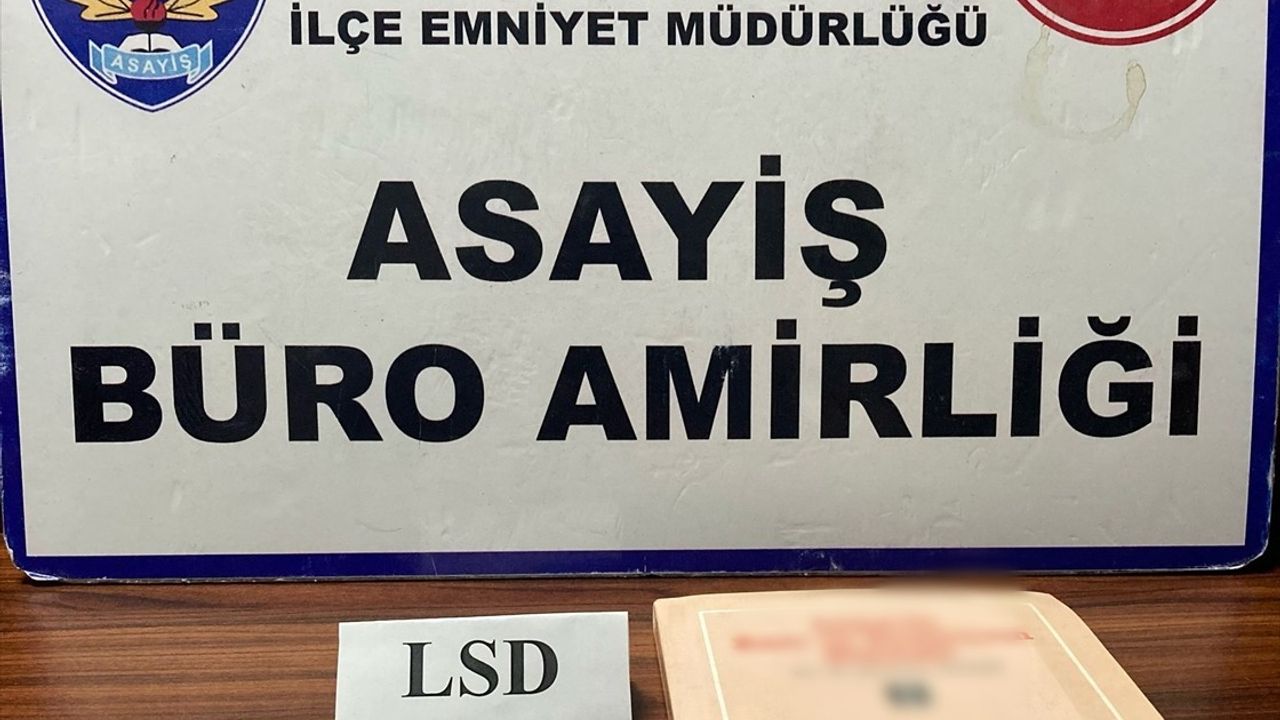 İLÇE EMNİYET MÜDÜRLÜĞÜ
ASAYİŞ
ASAYİŞ
BÜRO AMİRLİĞİ
LSD